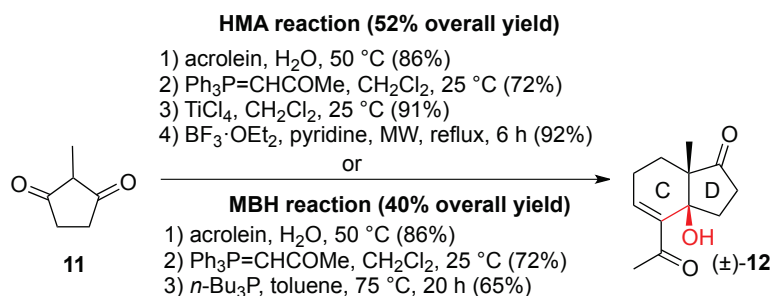 HMA reaction (52% overall yield)
1) acrolein, H₂O, 50 °C (86%)
2) Ph₃P=CHCOMe, CH₂Cl₂, 25 °C (72%)
3) TiCl₄, CH₂Cl₂, 25 °C (91%)
4) BF₃·OEt₂, pyridine, MW, reflux, 6 h (92%)
or
MBH reaction (40% overall yield)
1) acrolein, H₂O, 50 °C (86%)
2) Ph₃P=CHCOMe, CH₂Cl₂, 25 °C (72%)
3) n-Bu₃P, toluene, 75 °C, 20 h (65%)
O
O
11
O
C
D
OH
O
(±)-12